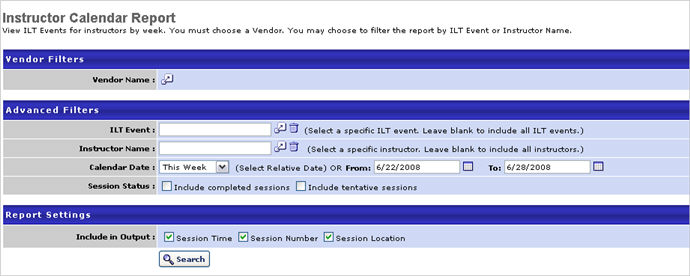 Instructor Calendar Report
View ILT Events for instructors by week. You must choose a Vendor. You may choose to filter the report by ILT Event or Instructor Name.
Vendor Filters
Vendor Name :
Advanced Filters
ILT Event : (Select a specific ILT event. Leave blank to include all ILT events.)
Instructor Name : (Select a specific instructor. Leave blank to include all instructors.)
Calendar Date : This Week (Select Relative Date) OR From: 6/22/2008 To: 6/28/2008
Session Status : Include completed sessions Include tentative sessions
Report Settings
Include in Output : Session Time Session Number Session Location
Search